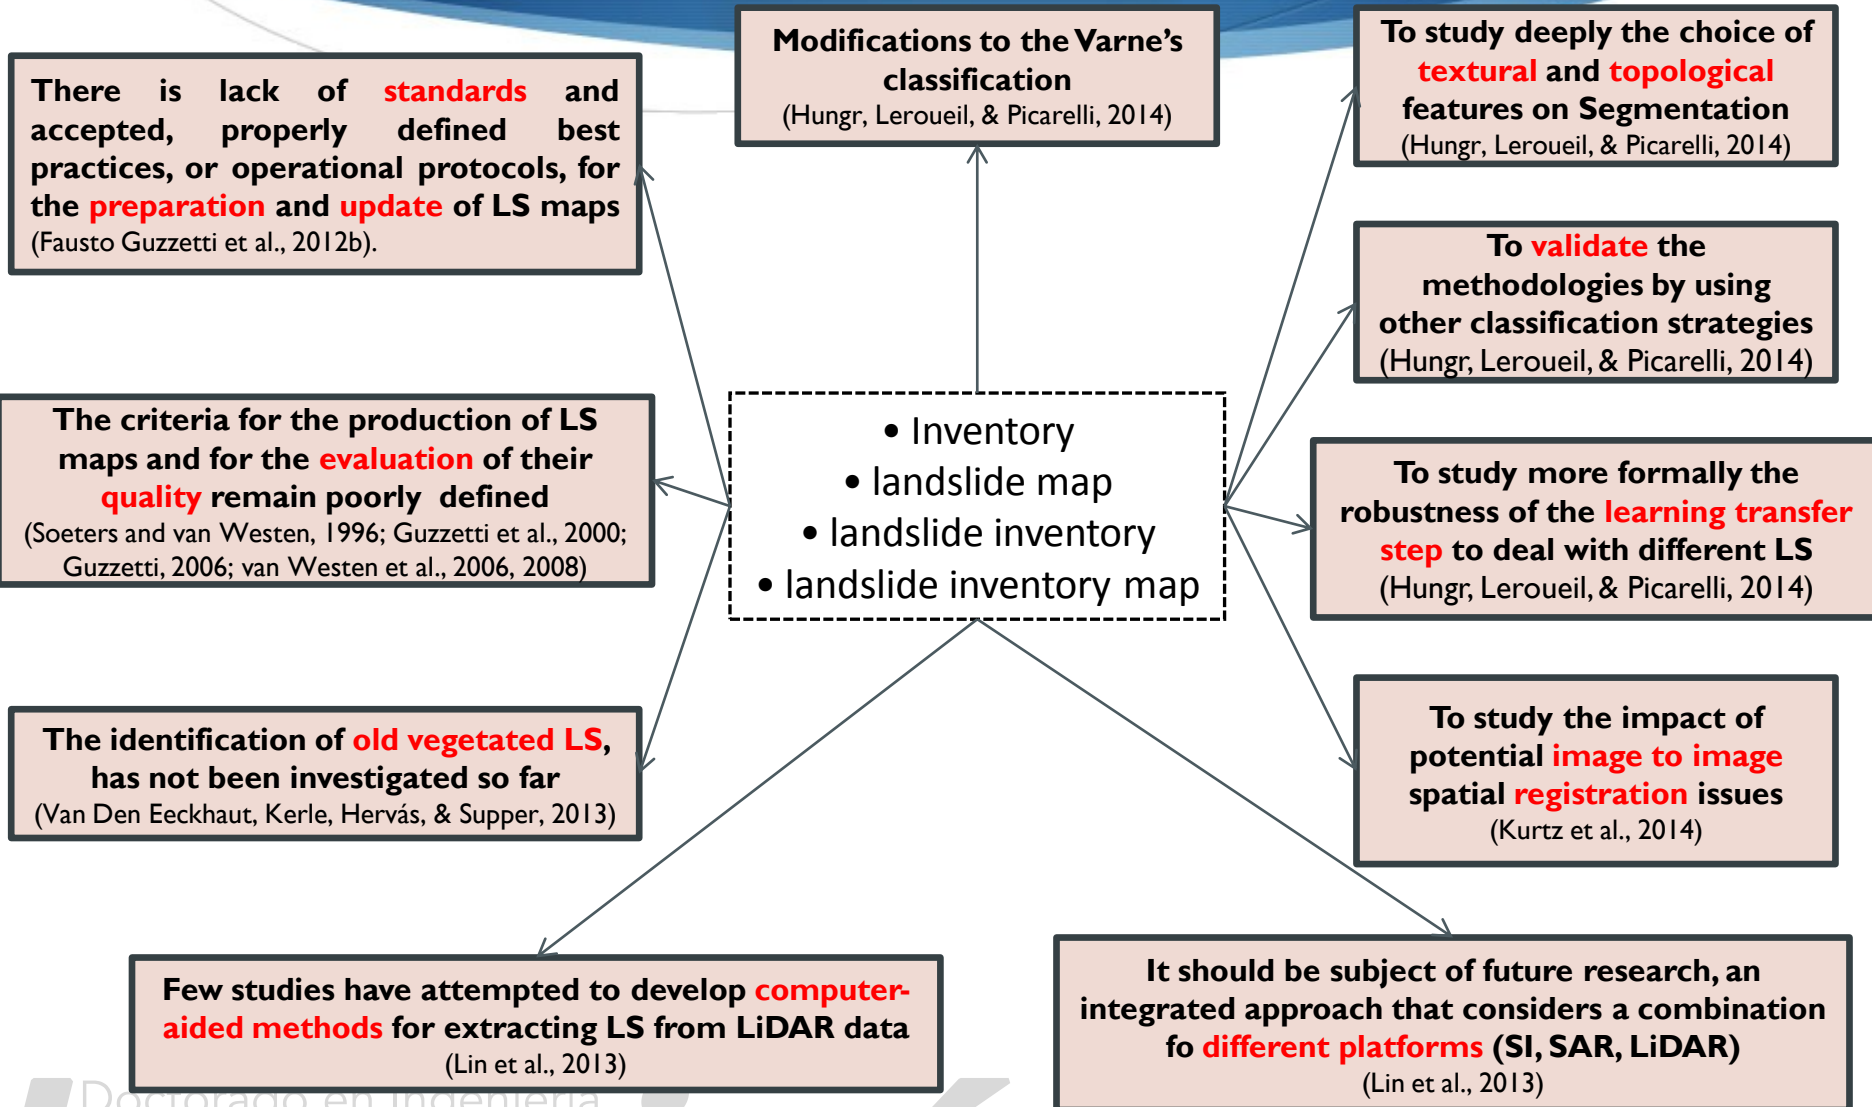 Modifications to the Varne's
classification
(Hungr, Leroueil, & Picarelli, 2014)
There is lack of standards and
accepted, properly defined best
practices, or operational protocols, for
the preparation and update of LS maps
(Fausto Guzzetti et al., 2012b).
To study deeply the choice of
textural and topological
features on Segmentation
(Hungr, Leroueil, & Picarelli, 2014)
To validate the
methodologies by using
other classification strategies
(Hungr, Leroueil, & Picarelli, 2014)
The criteria for the production of LS
maps and for the evaluation of their
quality remain poorly defined
(Soeters and van Westen, 1996; Guzzetti et al., 2000;
Guzzetti, 2006; van Westen et al., 2006, 2008)
• Inventory
• landslide map
• landslide inventory
• landslide inventory map
To study more formally the
robustness of the learning transfer
step to deal with different LS
(Hungr, Leroueil, & Picarelli, 2014)
The identification of old vegetated LS,
has not been investigated so far
(Van Den Eeckhaut, Kerle, Hervás, & Supper, 2013)
To study the impact of
potential image to image
spatial registration issues
(Kurtz et al., 2014)
Few studies have attempted to develop computer-
aided methods for extracting LS from LiDAR data
(Lin et al., 2013)
It should be subject of future research, an
integrated approach that considers a combination
fo different platforms (SI, SAR, LiDAR)
(Lin et al., 2013)
Doctorado en Ingeniería